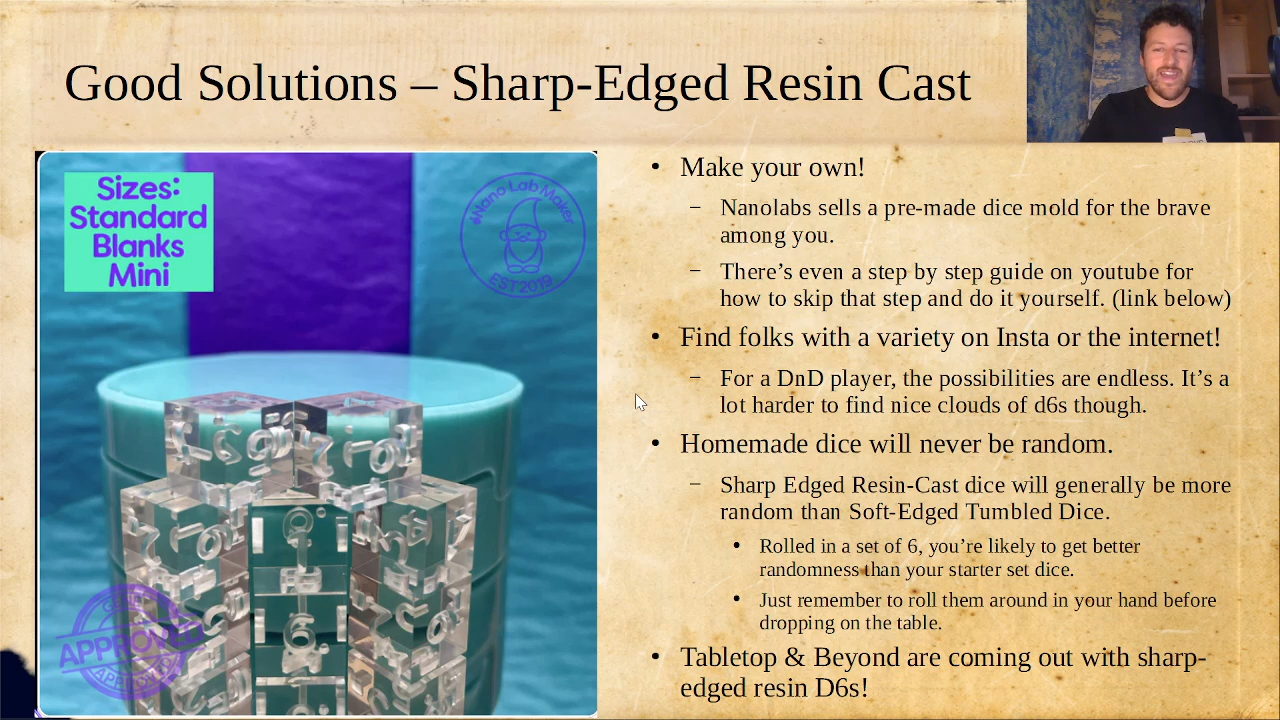 Good Solutions – Sharp-Edged Resin Cast
Sizes:
Standard
Blanks
Mini
#Nano Lab Maker
EST2019
APPROVED
• Make your own!
– Nanolabs sells a pre-made dice mold for the brave
among you.
– There’s even a step by step guide on youtube for
how to skip that step and do it yourself. (link below)
• Find folks with a variety on Insta or the internet!
– For a DnD player, the possibilities are endless. It’s a
lot harder to find nice clouds of d6s though.
• Homemade dice will never be random.
– Sharp Edged Resin-Cast dice will generally be more
random than Soft-Edged Tumbled Dice.
• Rolled in a set of 6, you’re likely to get better
randomness than your starter set dice.
• Just remember to roll them around in your hand before
dropping on the table.
• Tabletop & Beyond are coming out with sharp-
edged resin D6s!